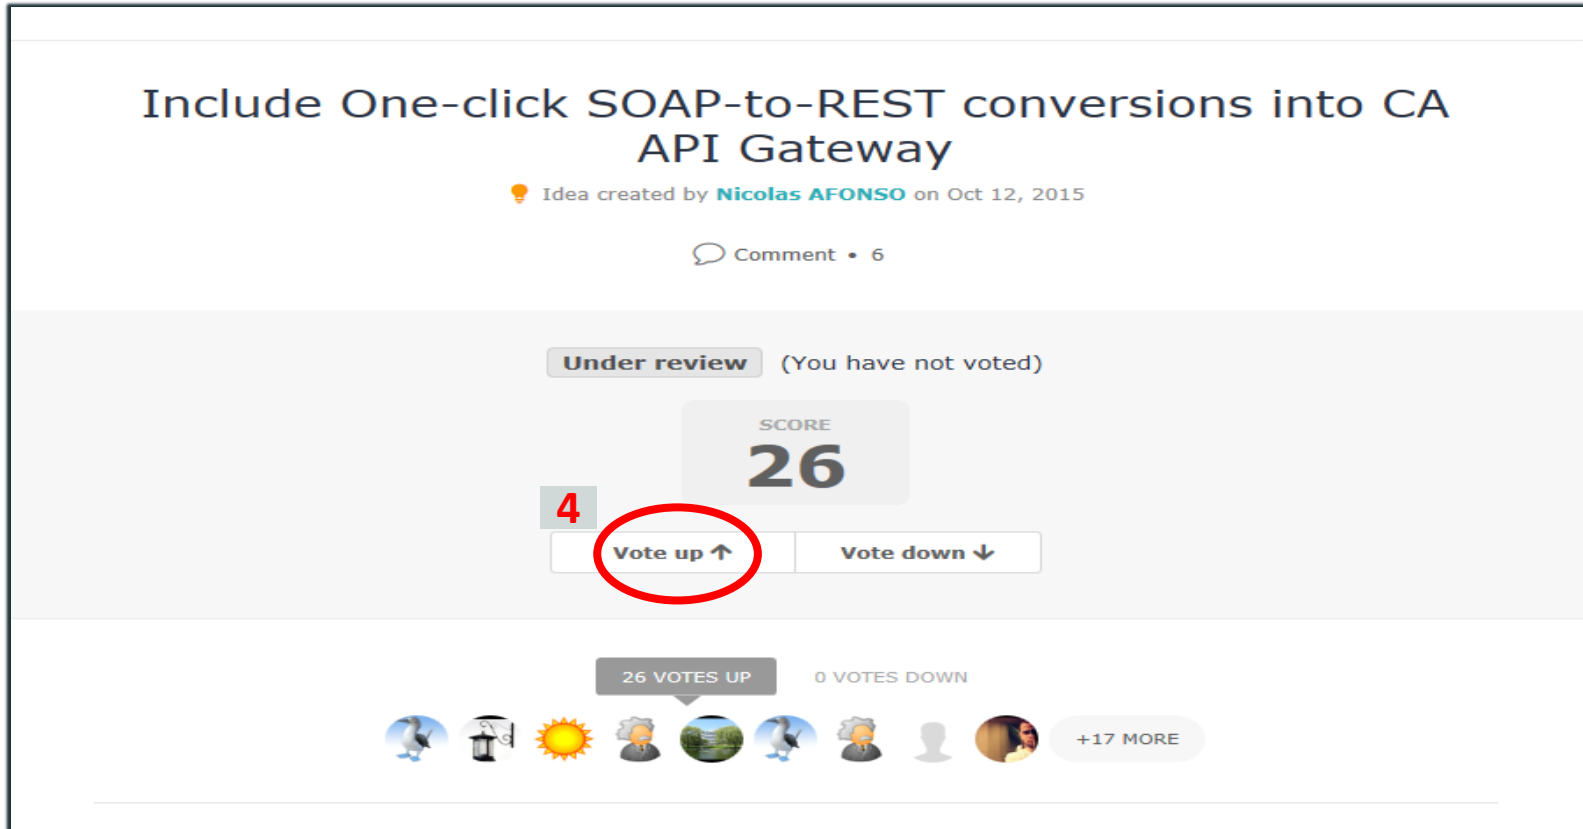 Include One-click SOAP-to-REST conversions into CA
API Gateway
Idea created by Nicolas AFONSO on Oct 12, 2015
Comment • 6
Under review (You have not voted)
SCORE
26
4
Vote up ↑ Vote down ↓
26 VOTES UP 0 VOTES DOWN
+17 MORE